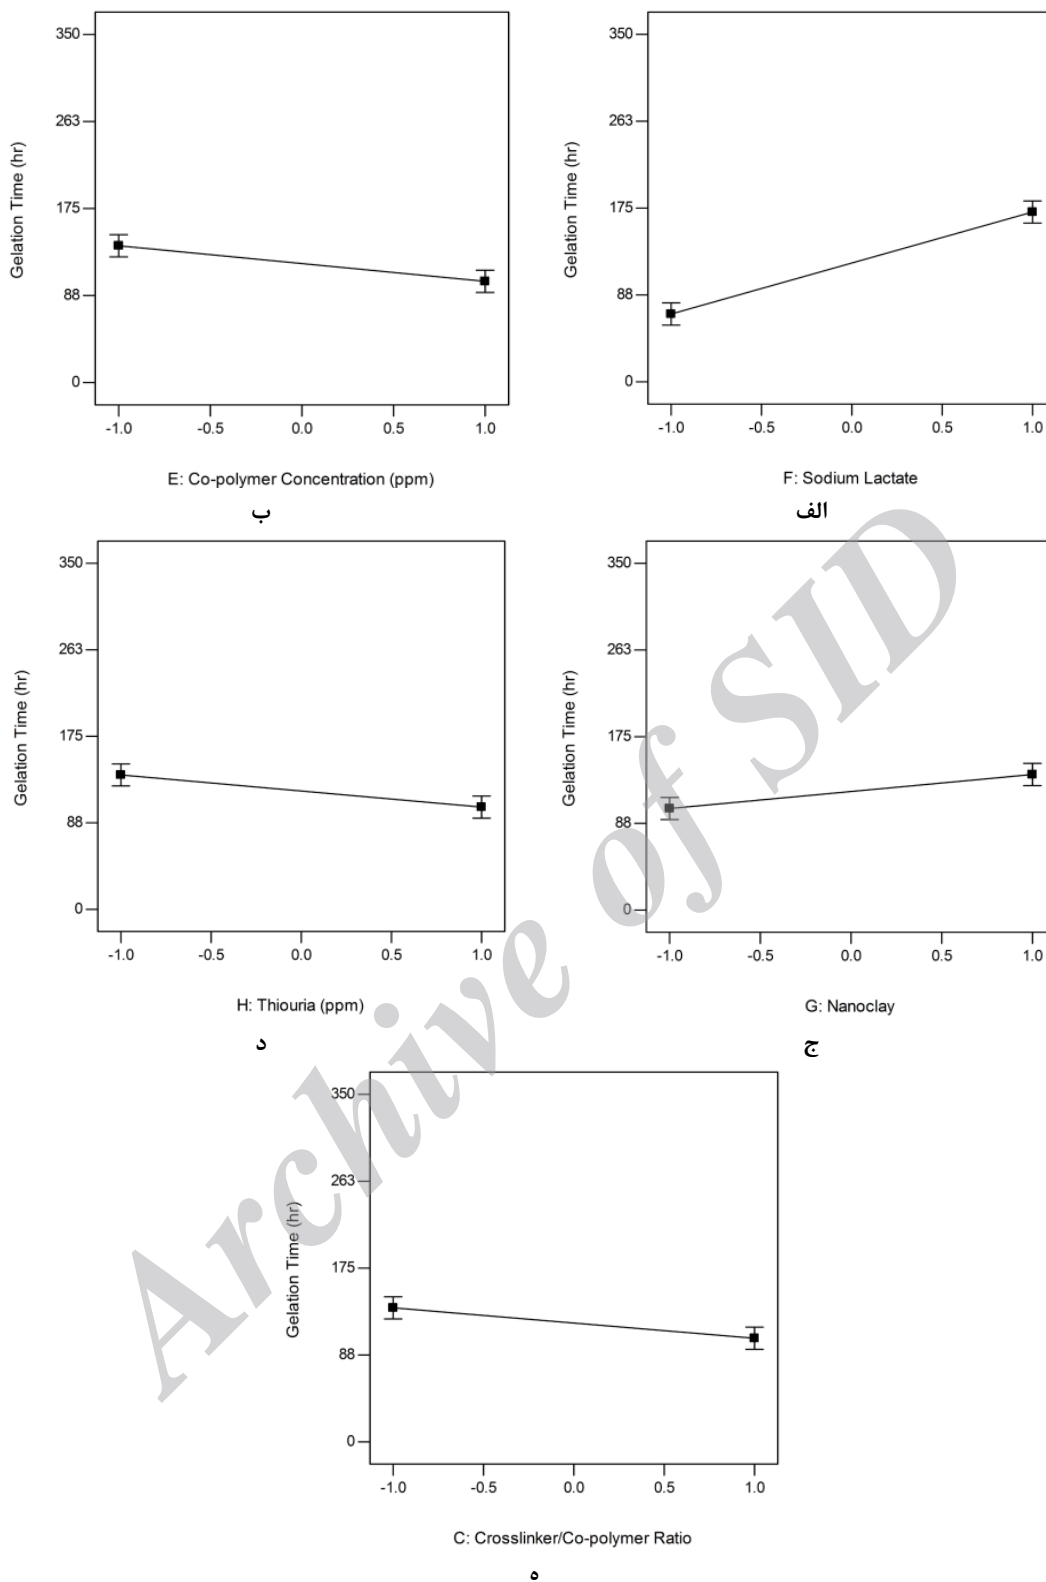 350
263
175
88
0
Gelation Time (hr)
-1.0 -0.5 0.0 0.5 1.0
E: Co-polymer Concentration (ppm)
ب
350
263
175
88
0
Gelation Time (hr)
-1.0 -0.5 0.0 0.5 1.0
F: Sodium Lactate
الف
350
263
175
88
0
Gelation Time (hr)
-1.0 -0.5 0.0 0.5 1.0
H: Thiouria (ppm)
د
350
263
175
88
0
Gelation Time (hr)
-1.0 -0.5 0.0 0.5 1.0
G: Nanoclay
ج
350
263
175
88
0
Gelation Time (hr)
-1.0 -0.5 0.0 0.5 1.0
C: Crosslinker/Co-polymer Ratio
ه
Archive of SID